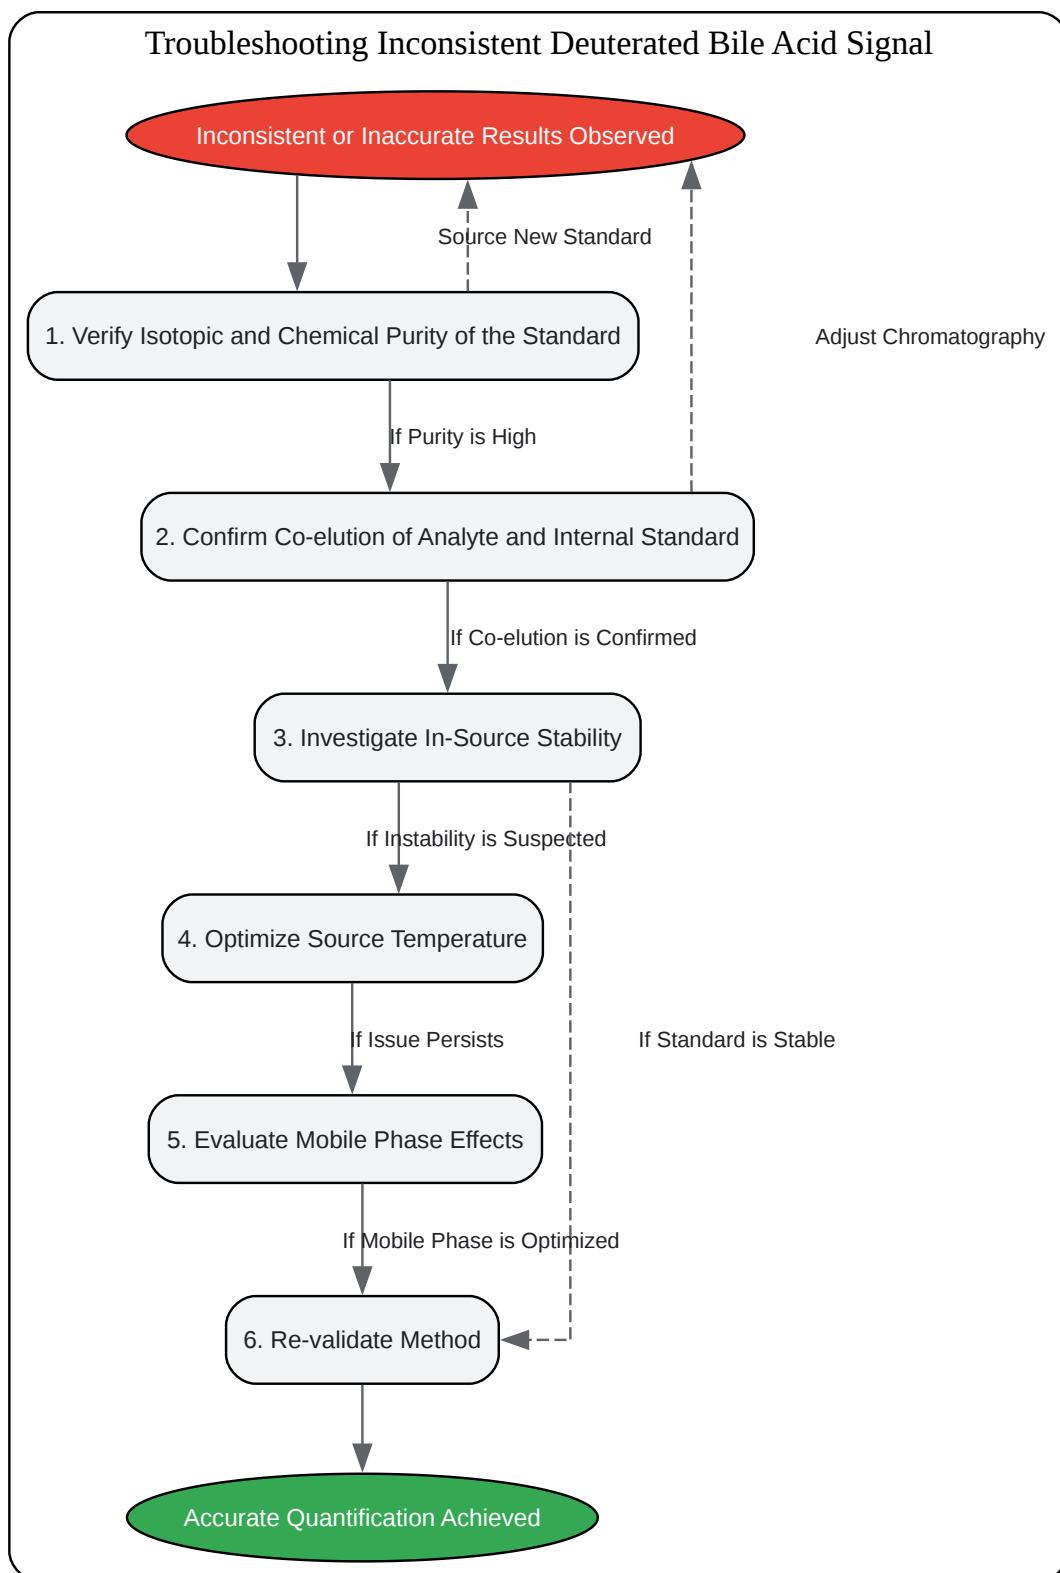 Troubleshooting Inconsistent Deuterated Bile Acid Signal
Inconsistent or Inaccurate Results Observed
Source New Standard
1. Verify Isotopic and Chemical Purity of the Standard
Adjust Chromatography
If Purity is High
2. Confirm Co-elution of Analyte and Internal Standard
If Co-elution is Confirmed
3. Investigate In-Source Stability
If Instability is Suspected
4. Optimize Source Temperature
If Issue Persists
If Standard is Stable
5. Evaluate Mobile Phase Effects
If Mobile Phase is Optimized
6. Re-validate Method
Accurate Quantification Achieved